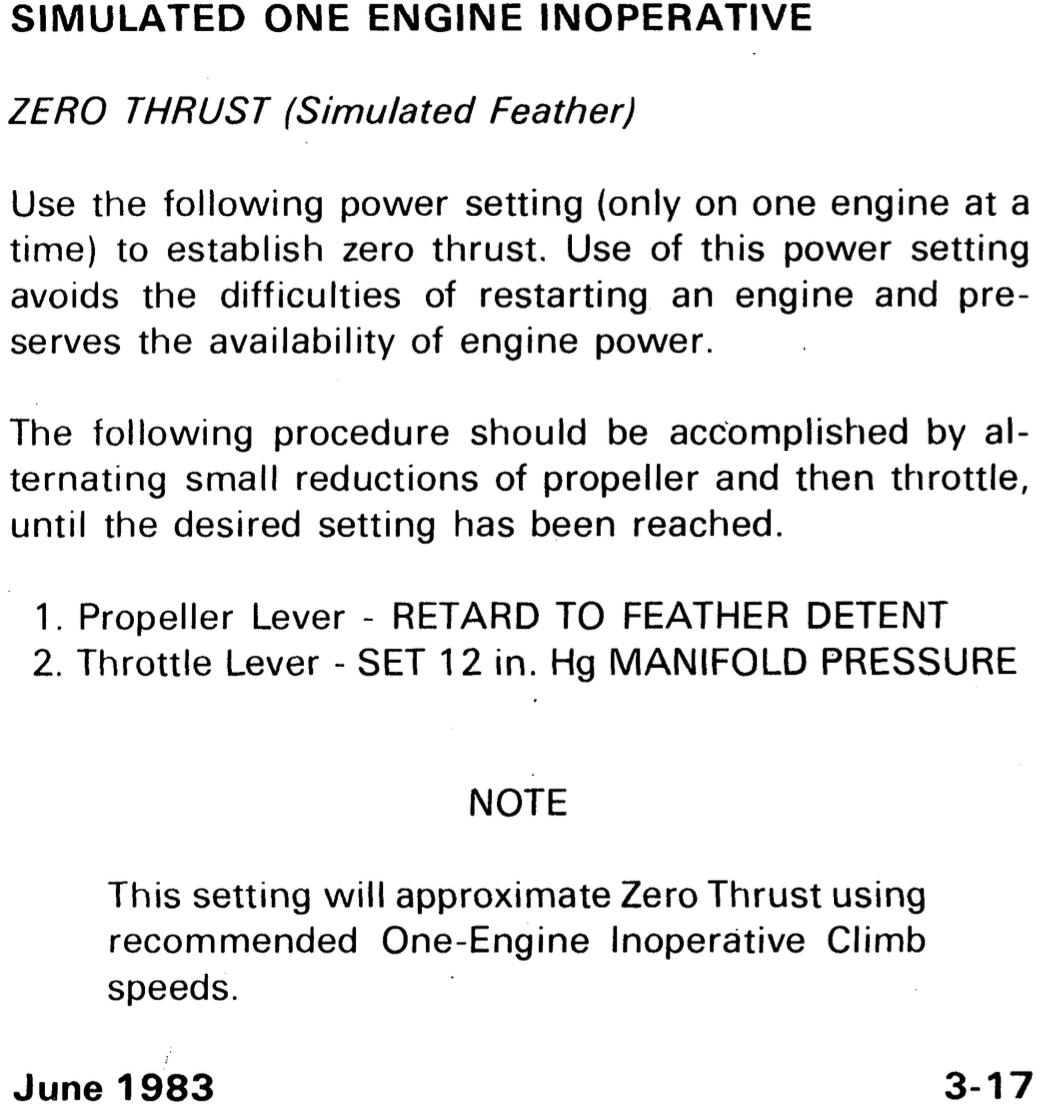 SIMULATED ONE ENGINE INOPERATIVE
ZERO THRUST (Simulated Feather)
Use the following power setting (only on one engine at a
time) to establish zero thrust. Use of this power setting
avoids the difficulties of restarting an engine and pre-
serves the availability of engine power.
The following procedure should be accomplished by al-
ternating small reductions of propeller and then throttle,
until the desired setting has been reached.
1. Propeller Lever - RETARD TO FEATHER DETENT
2. Throttle Lever - SET 12 in. Hg MANIFOLD PRESSURE
NOTE
This setting will approximate Zero Thrust using
recommended One-Engine Inoperative Climb
speeds.
June 1983 3-17